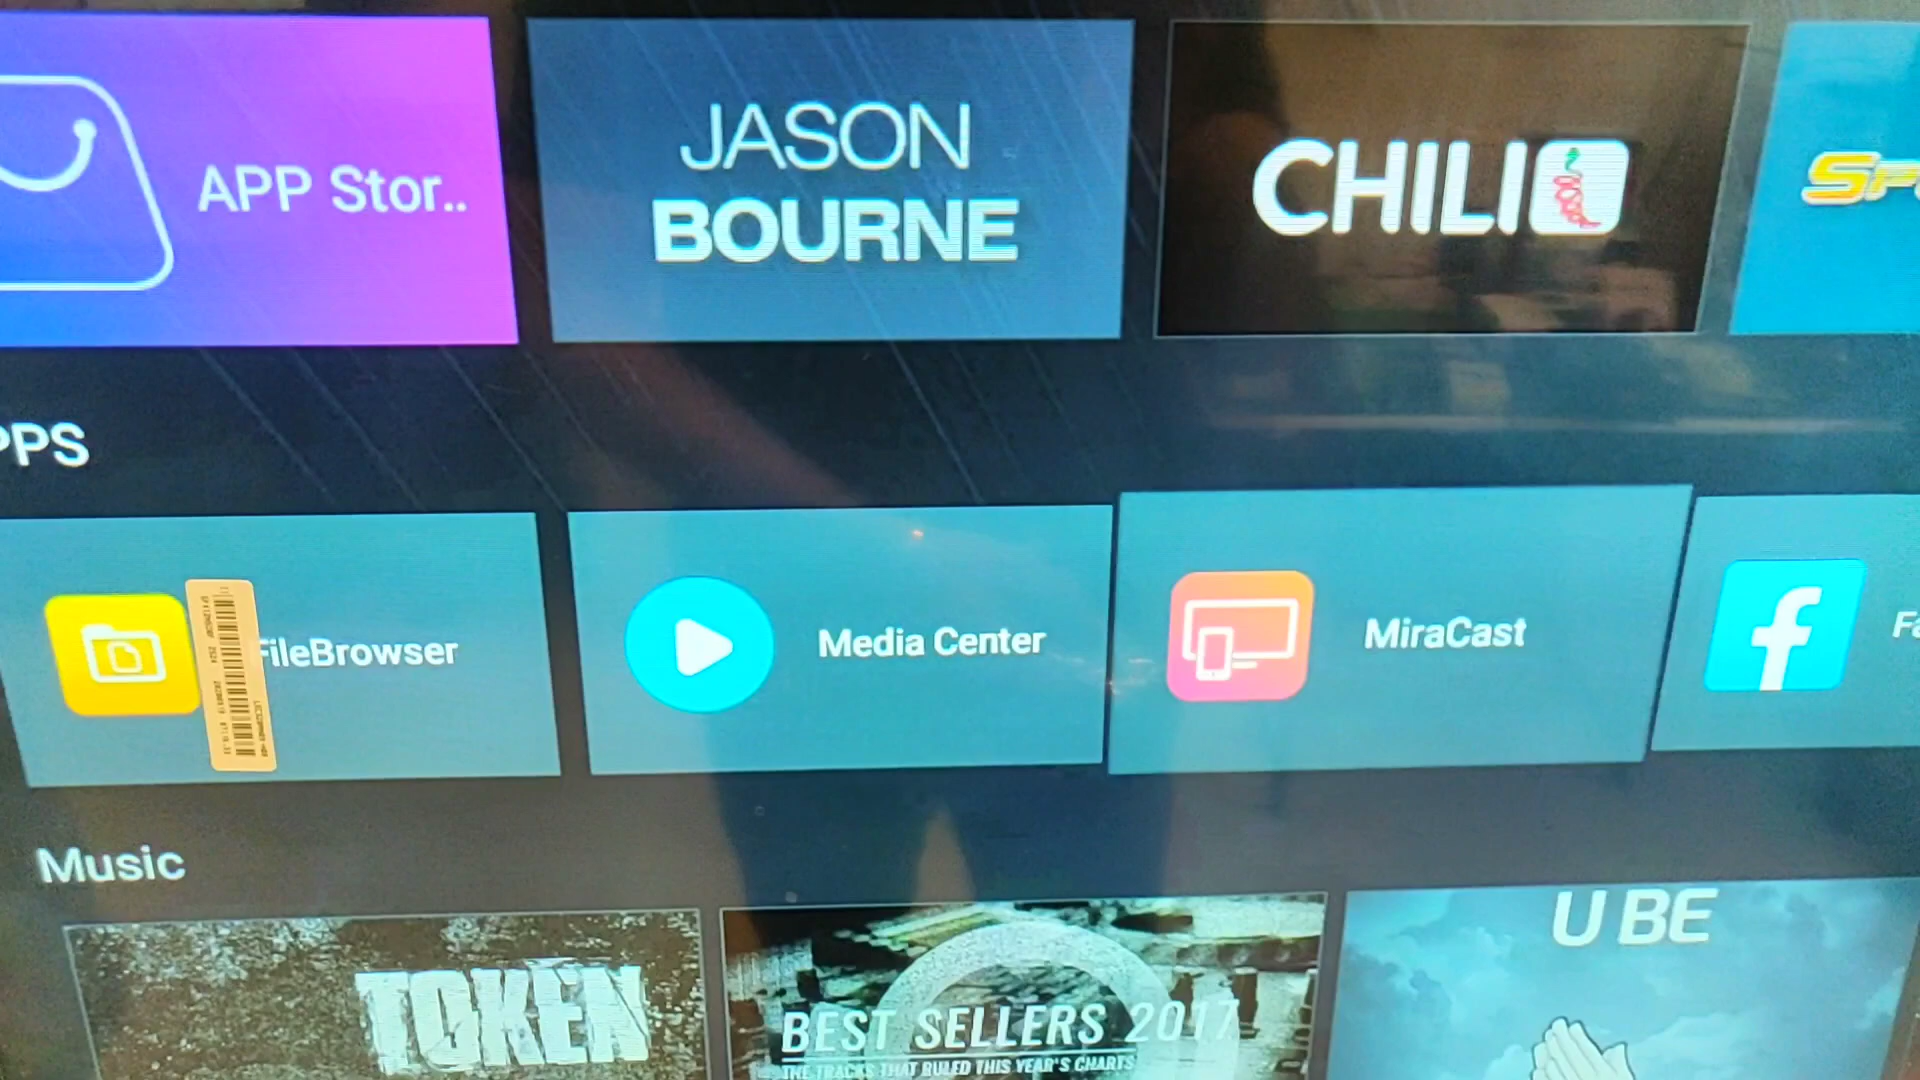 APP Stor..
JASON
BOURNE
CHILI
PPS
FileBrowser
Media Center
MiraCast
Music
TOKEN
BEST SELLERS 2017
THE TRACKS THAT RULED THIS YEAR'S CHARTS
U BE